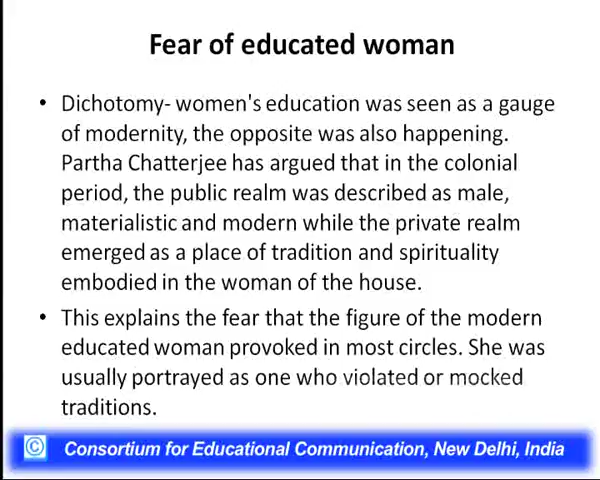 Fear of educated woman
• Dichotomy- women's education was seen as a gauge
of modernity, the opposite was also happening.
Partha Chatterjee has argued that in the colonial
period, the public realm was described as male,
materialistic and modern while the private realm
emerged as a place of tradition and spirituality
embodied in the woman of the house.
• This explains the fear that the figure of the modern
educated woman provoked in most circles. She was
usually portrayed as one who violated or mocked
traditions.
© Consortium for Educational Communication, New Delhi, India